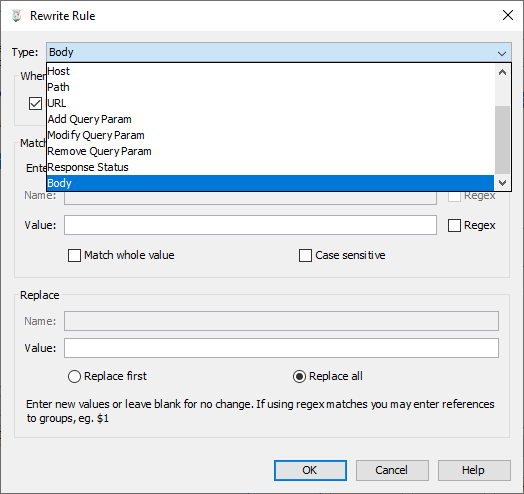 Rewrite Rule
Type: Body
Host
Path
URL
Add Query Param
Modify Query Param
Remove Query Param
Response Status
Body
Wher
Match
Ente
Name: Regex
Value: Regex
Match whole value Case sensitive
Replace
Name:
Value:
Replace first Replace all
Enter new values or leave blank for no change. If using regex matches you may enter references
to groups, eg. $1
OK Cancel Help